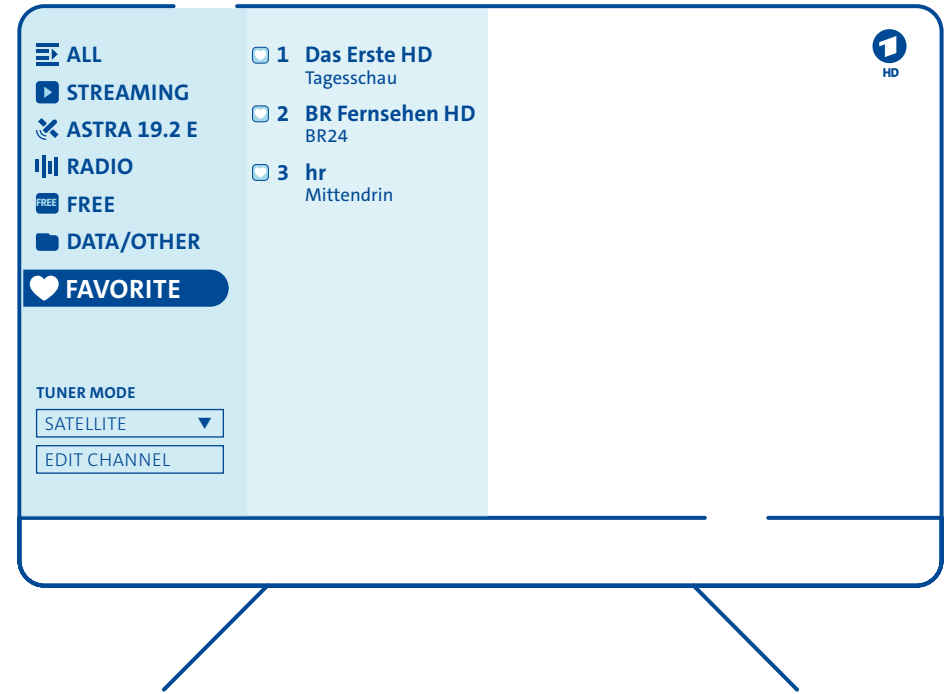 ALL
STREAMING
ASTRA 19.2 E
RADIO
FREE FREE
DATA/OTHER
FAVORITE
TUNER MODE
SATELLITE
EDIT CHANNEL
1 Das Erste HD
Tagesschau
2 BR Fernsehen HD
BR24
3 hr
Mittendrin
1
HD